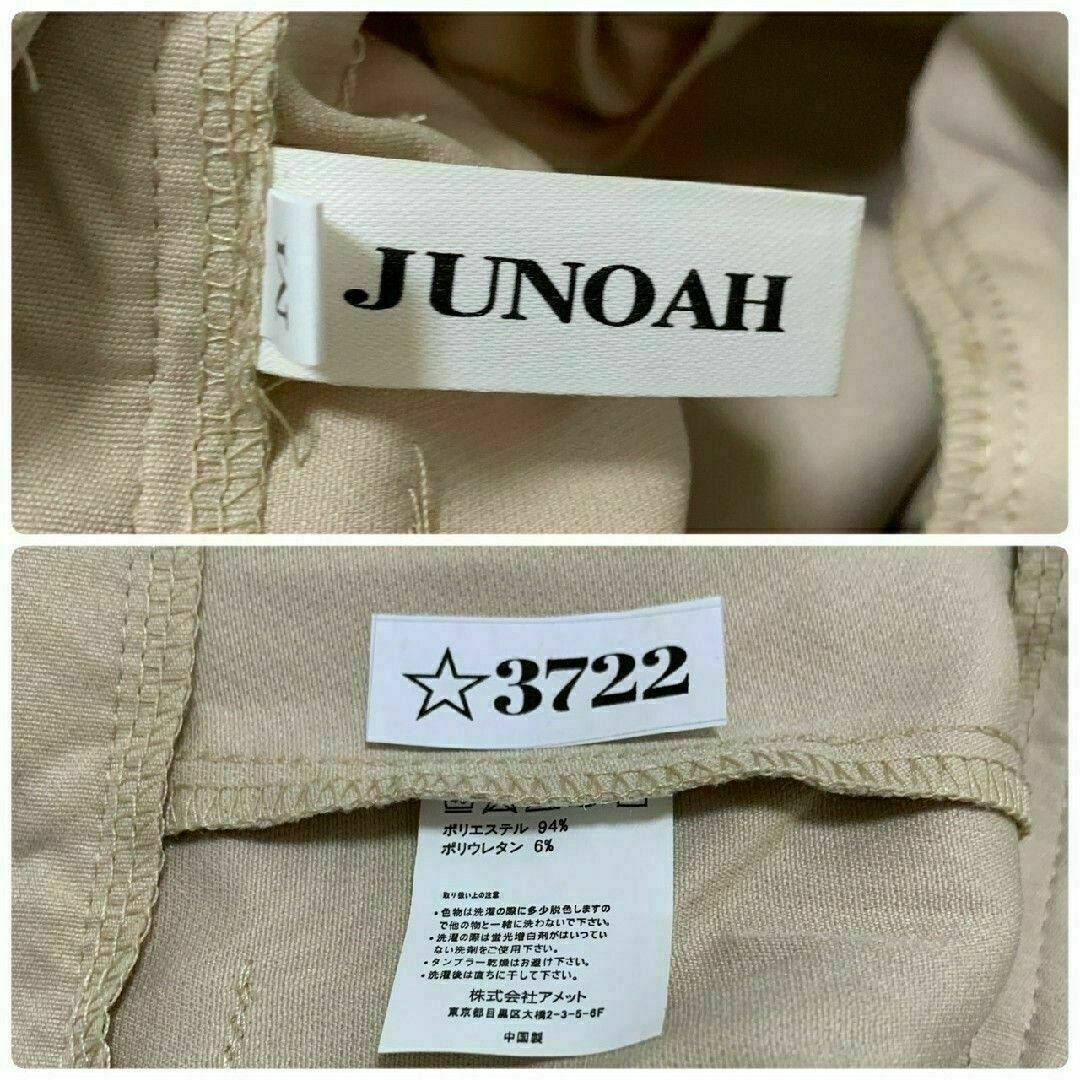 JUNOAH
☆3722
ポリエステル 94%
ポリウレタン 6%
取り扱い上の注意
・色物は洗濯の際に多少脱色しますの
で他の物と一緒に洗わないで下さい。
・洗濯の際は蛍光増白剤がはいってい
ない洗剤をご使用下さい。
・タンブラー乾燥はお避け下さい。
・洗濯後は直ちに干して下さい。
株式会社アメット
東京都目黒区大橋2-3-5-6F
中国製